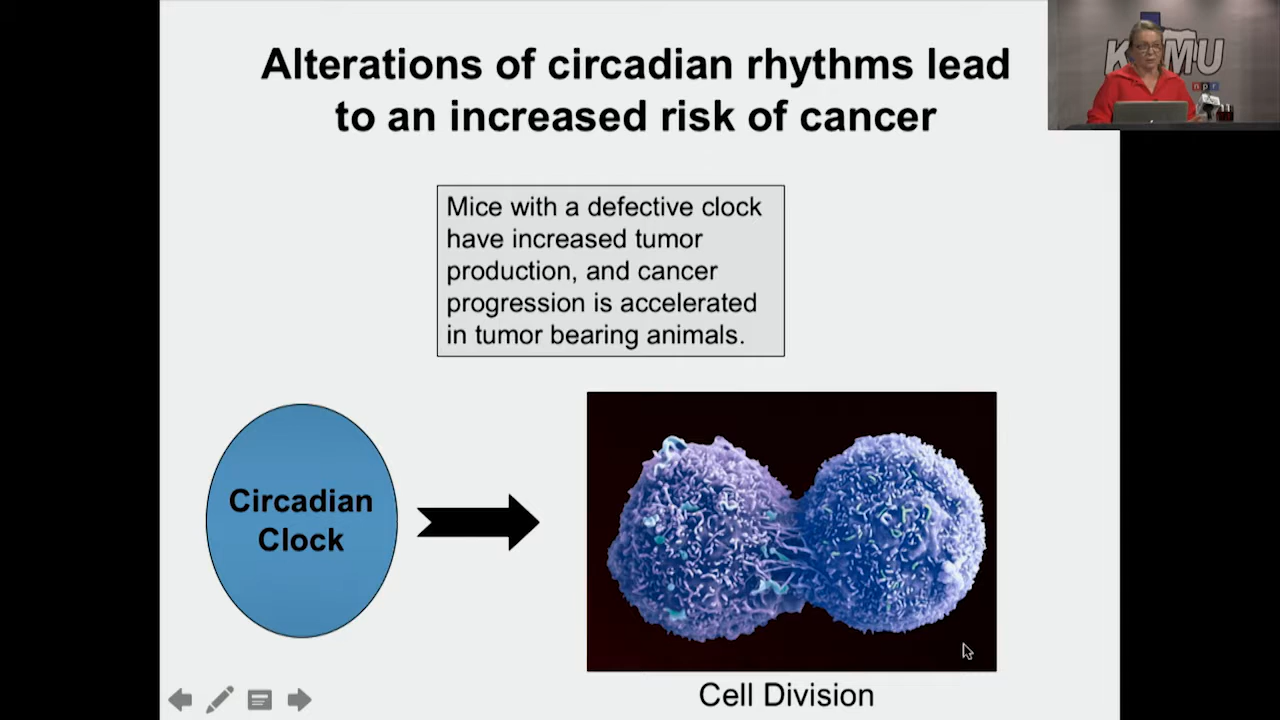 Alterations of circadian rhythms lead
to an increased risk of cancer
Mice with a defective clock
have increased tumor
production, and cancer
progression is accelerated
in tumor bearing animals.
Circadian
Clock
Cell Division
npr